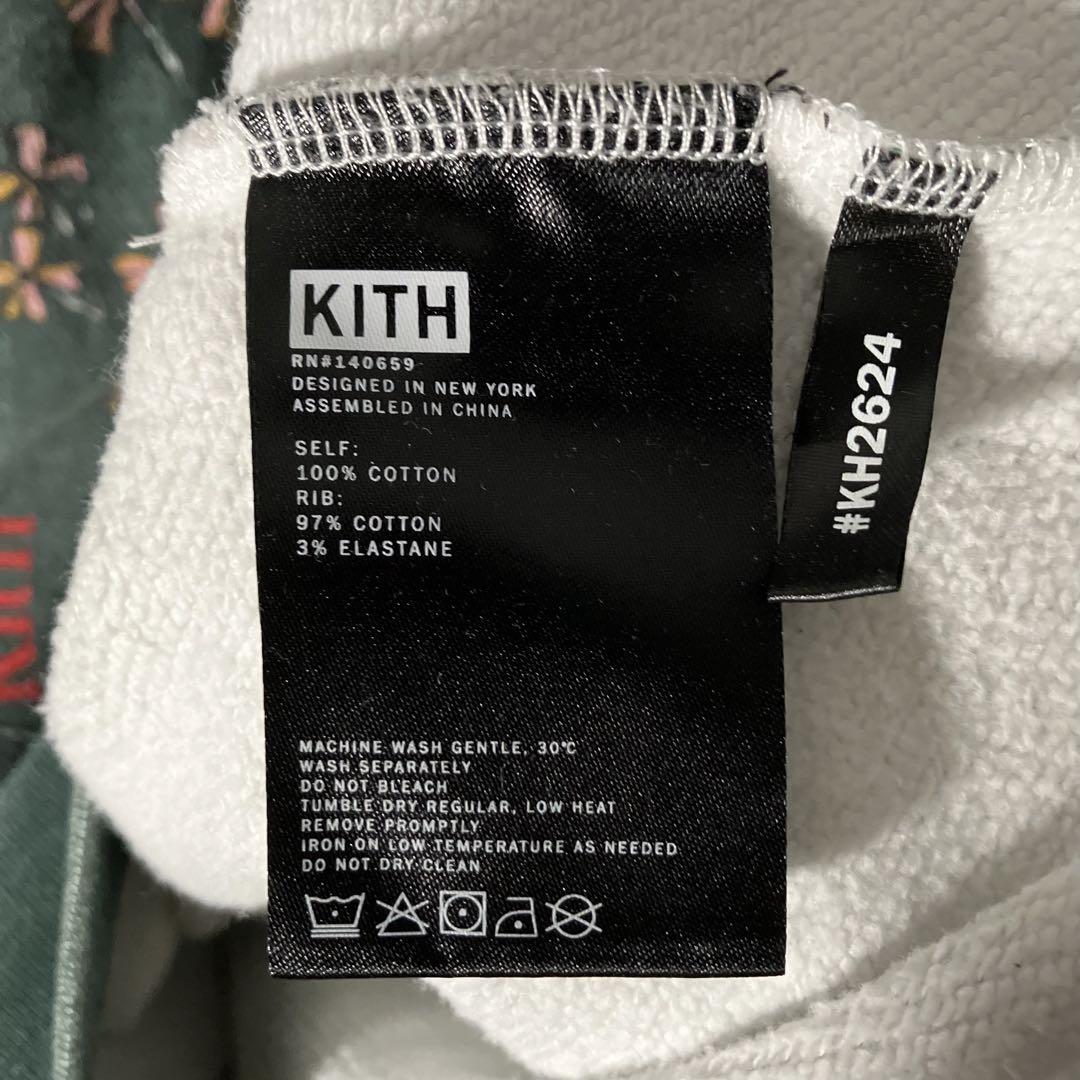 KITH
RN#140659
DESIGNED IN NEW YORK
ASSEMBLED IN CHINA
SELF:
100% COTTON
RIB:
97% COTTON
3% ELASTANE
MACHINE WASH GENTLE, 30°C
WASH SEPARATELY
DO NOT BLEACH
TUMBLE DRY REGULAR, LOW HEAT
REMOVE PROMPTLY
IRON ON LOW TEMPERATURE AS NEEDED
DO NOT DRY CLEAN
#KH2624